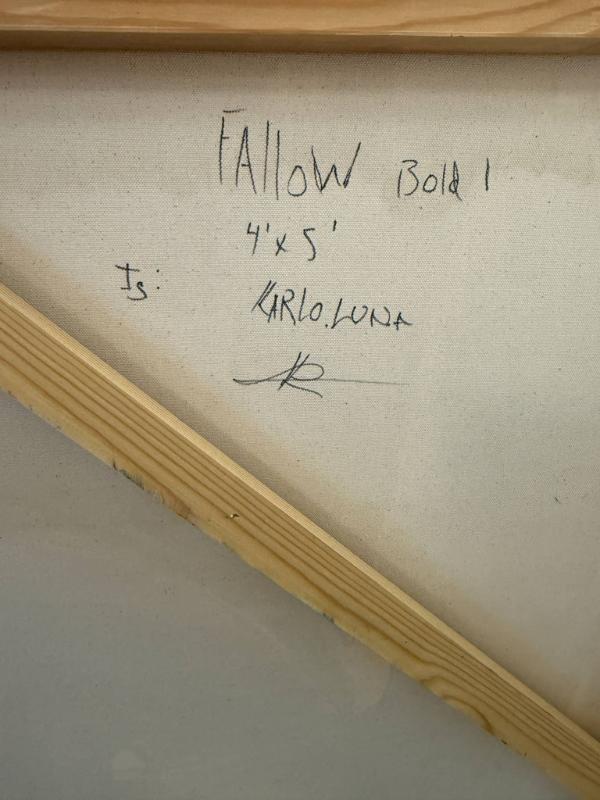 FALLOW Bold 1
4' x 5'
Is:
KARLO.LUNA